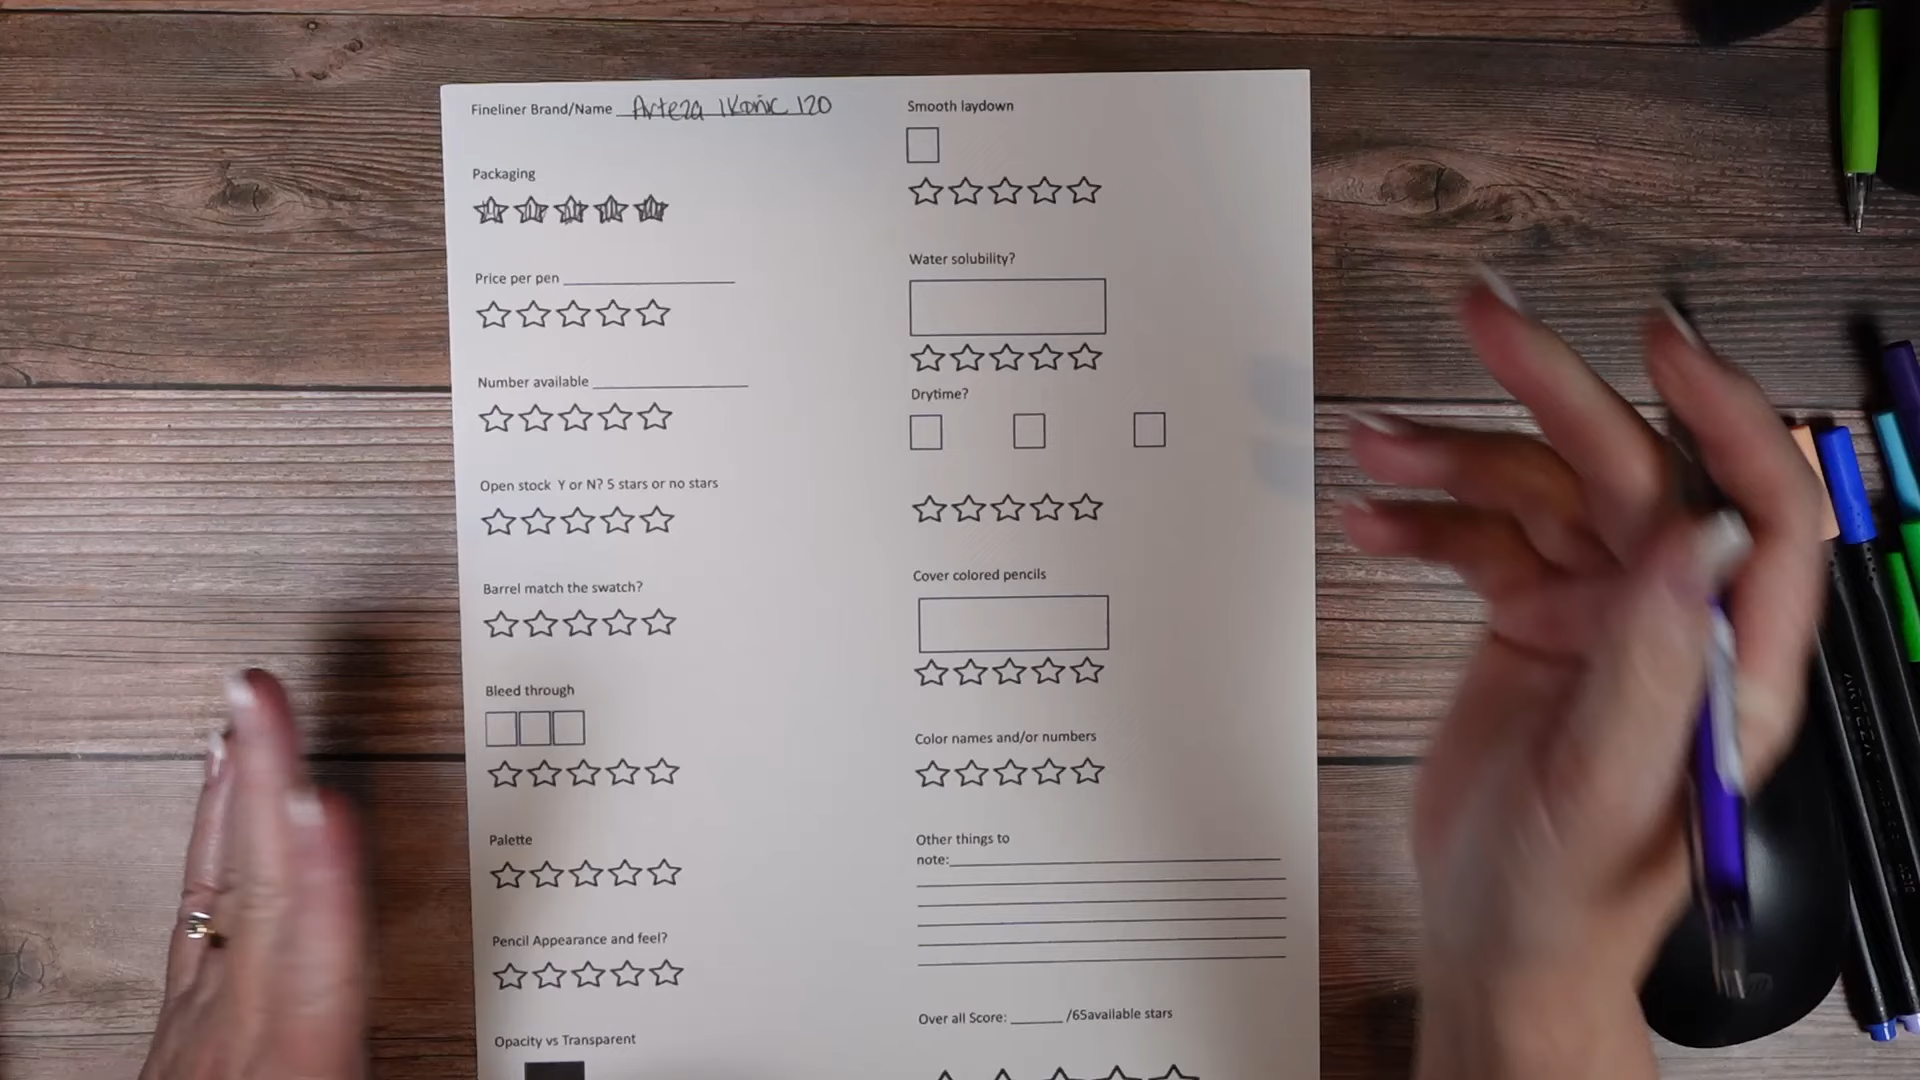 Fineliner Brand/Name Arteza Ikonic 120
Packaging
Price per pen
Number available
Open stock Y or N? 5 stars or no stars
Barrel match the swatch?
Bleed through
Palette
Pencil Appearance and feel?
Opacity vs Transparent
Smooth laydown
Water solubility?
Drytime?
Cover colored pencils
Color names and/or numbers
Other things to
note:
Over all Score: /65available stars
ARTEZA